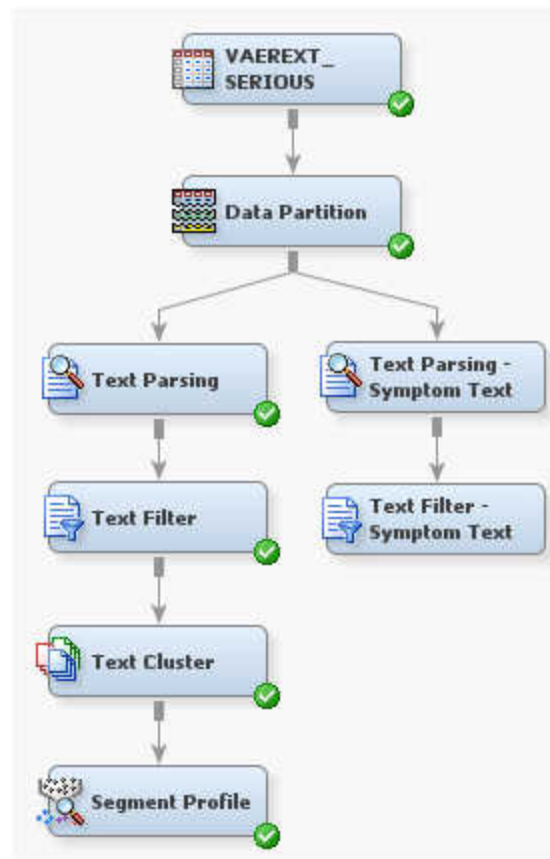 VAEREXT_
SERIOUS
Data Partition
Text Parsing
Text Parsing -
Symptom Text
Text Filter
Text Filter -
Symptom Text
Text Cluster
Segment Profile